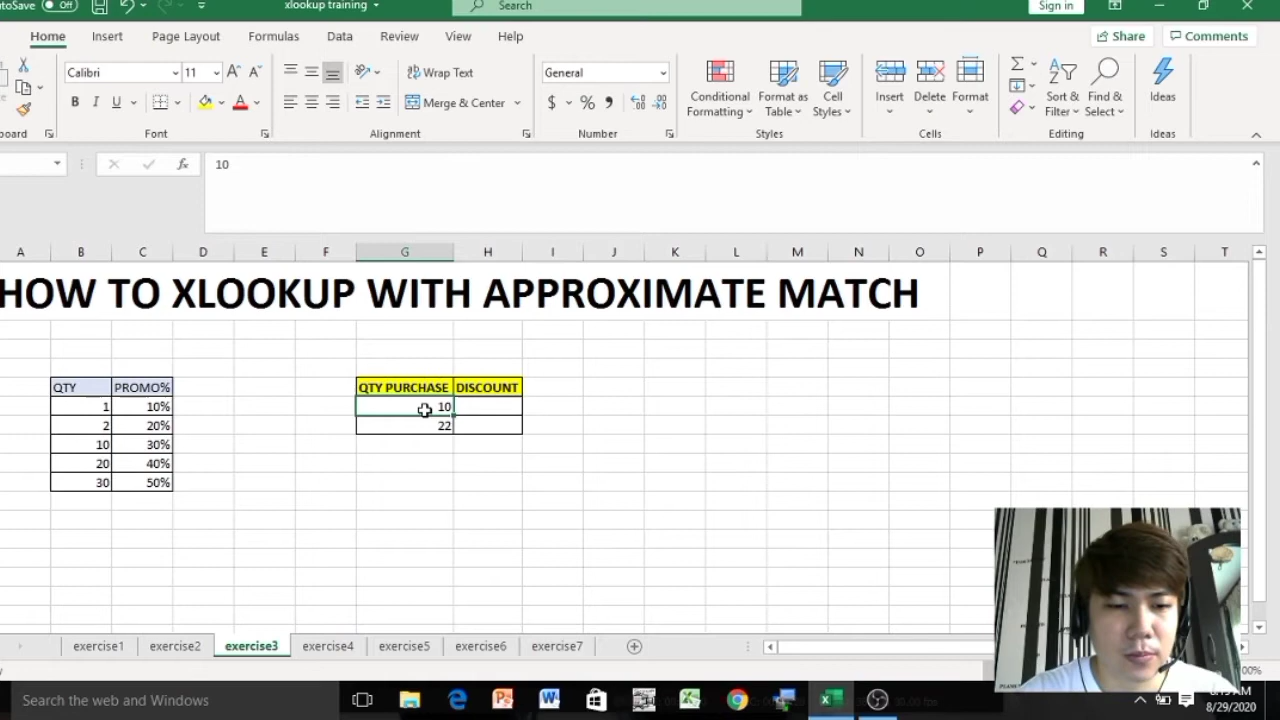 utoSave Off xlookup training Search Sign in
Home Insert Page Layout Formulas Data Review View Help Share Comments
Calibri 11 Wrap Text General
B I U Merge & Center $ % Conditional Formatting Format as Table Cell Styles Insert Delete Format Sort & Filter Find & Select Ideas
board Font Alignment Number Styles Cells Editing Ideas
fx 10
A B C D E F G H I J K L M N O P Q R S T
HOW TO XLOOKUP WITH APPROXIMATE MATCH
QTY PROMO% QTY PURCHASE DISCOUNT
1 10% 10
2 20% 22
10 30%
20 40%
30 50%
exercise1 exercise2 exercise3 exercise4 exercise5 exercise6 exercise7
Search the web and Windows
8/29/2020